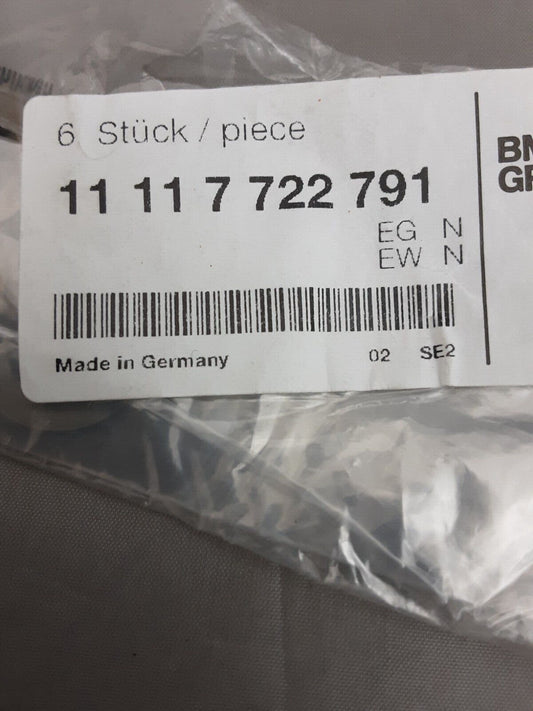 6 Stück / piece
11 11 7 722 791
EG N
EW N
Made in Germany 02 SE2